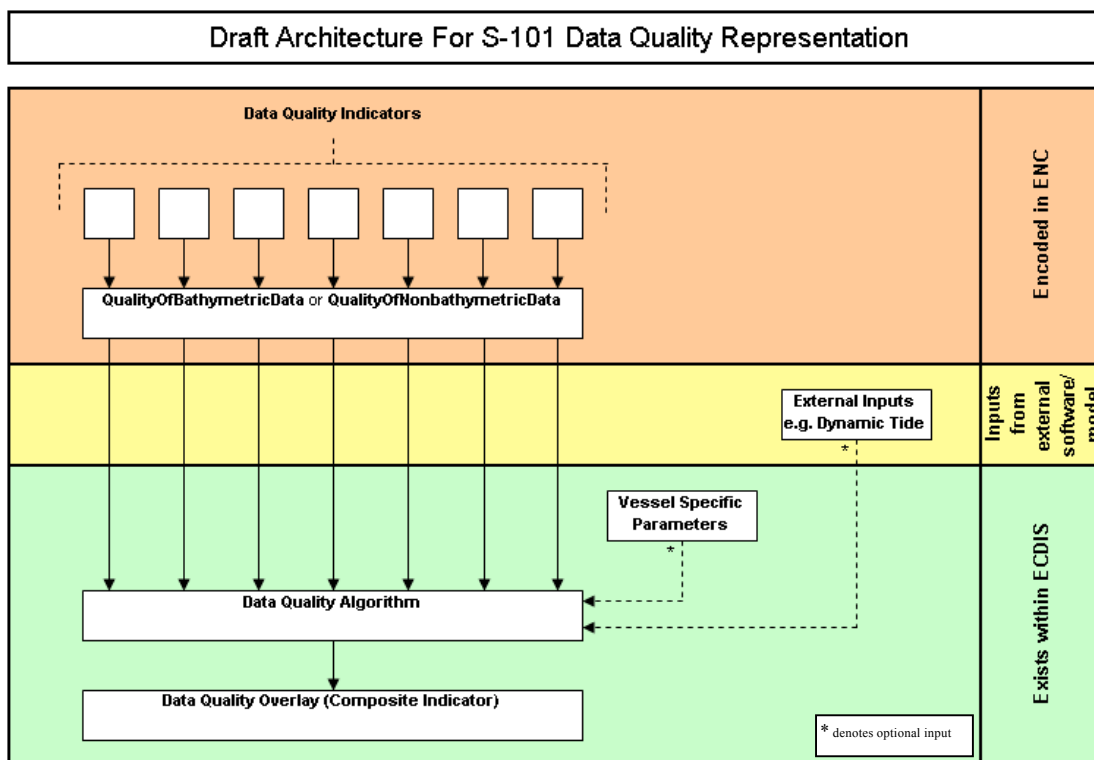 Draft Architecture For S-101 Data Quality Representation
Data Quality Indicators
Encoded in ENC
QualityOfBathymetricData or QualityOfNonbathymetricData
External Inputs
e.g. Dynamic Tide
*
Inputs
from
external
software/
model
Vessel Specific
Parameters
*
Data Quality Algorithm
Exists within ECDIS
Data Quality Overlay (Composite Indicator)
* denotes optional input